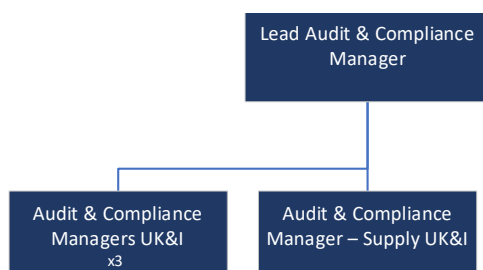 Lead Audit & Compliance
Manager
Audit & Compliance
Managers UK&I
x3
Audit & Compliance
Manager – Supply UK&I